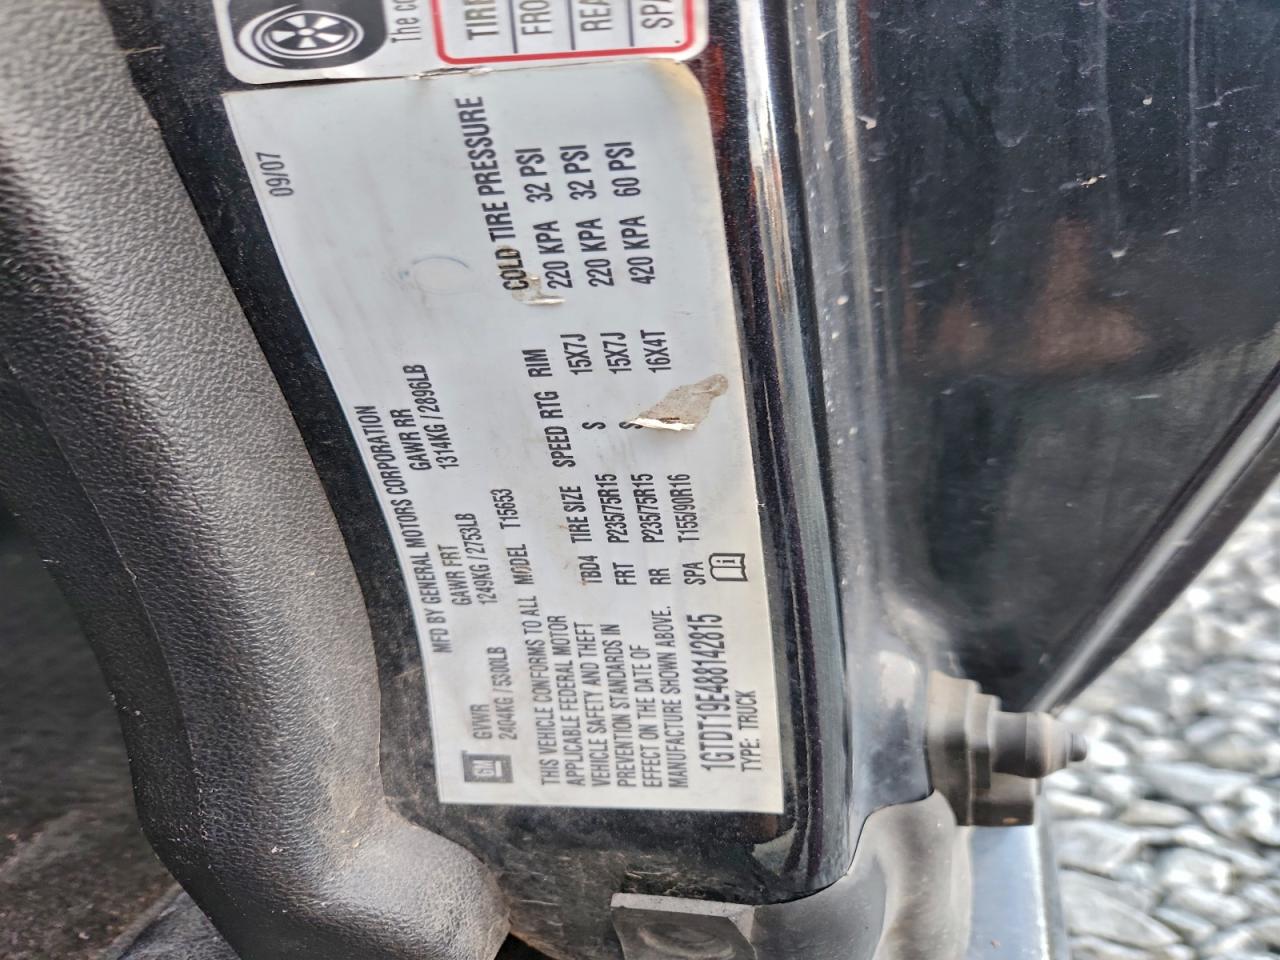 The co
TIRE
FRO
REA
SPA
09/07
MFD BY GENERAL MOTORS CORPORATION
GVWR GAWR FRT GAWR RR
2404KG / 5300LB 1249KG / 2753LB 1314KG / 2896LB
GM
THIS VEHICLE CONFORMS TO ALL
APPLICABLE FEDERAL MOTOR
VEHICLE SAFETY AND THEFT
PREVENTION STANDARDS IN
EFFECT ON THE DATE OF
MANUFACTURE SHOWN ABOVE.
MODEL T15653
TBD4 TIRE SIZE SPEED RTG RIM COLD TIRE PRESSURE
FRT P235/75R15 S 15X7J 220 KPA 32 PSI
RR P235/75R15 S 15X7J 220 KPA 32 PSI
SPA T155/90R16 16X4T 420 KPA 60 PSI
1GTDT19E488142815
TYPE: TRUCK